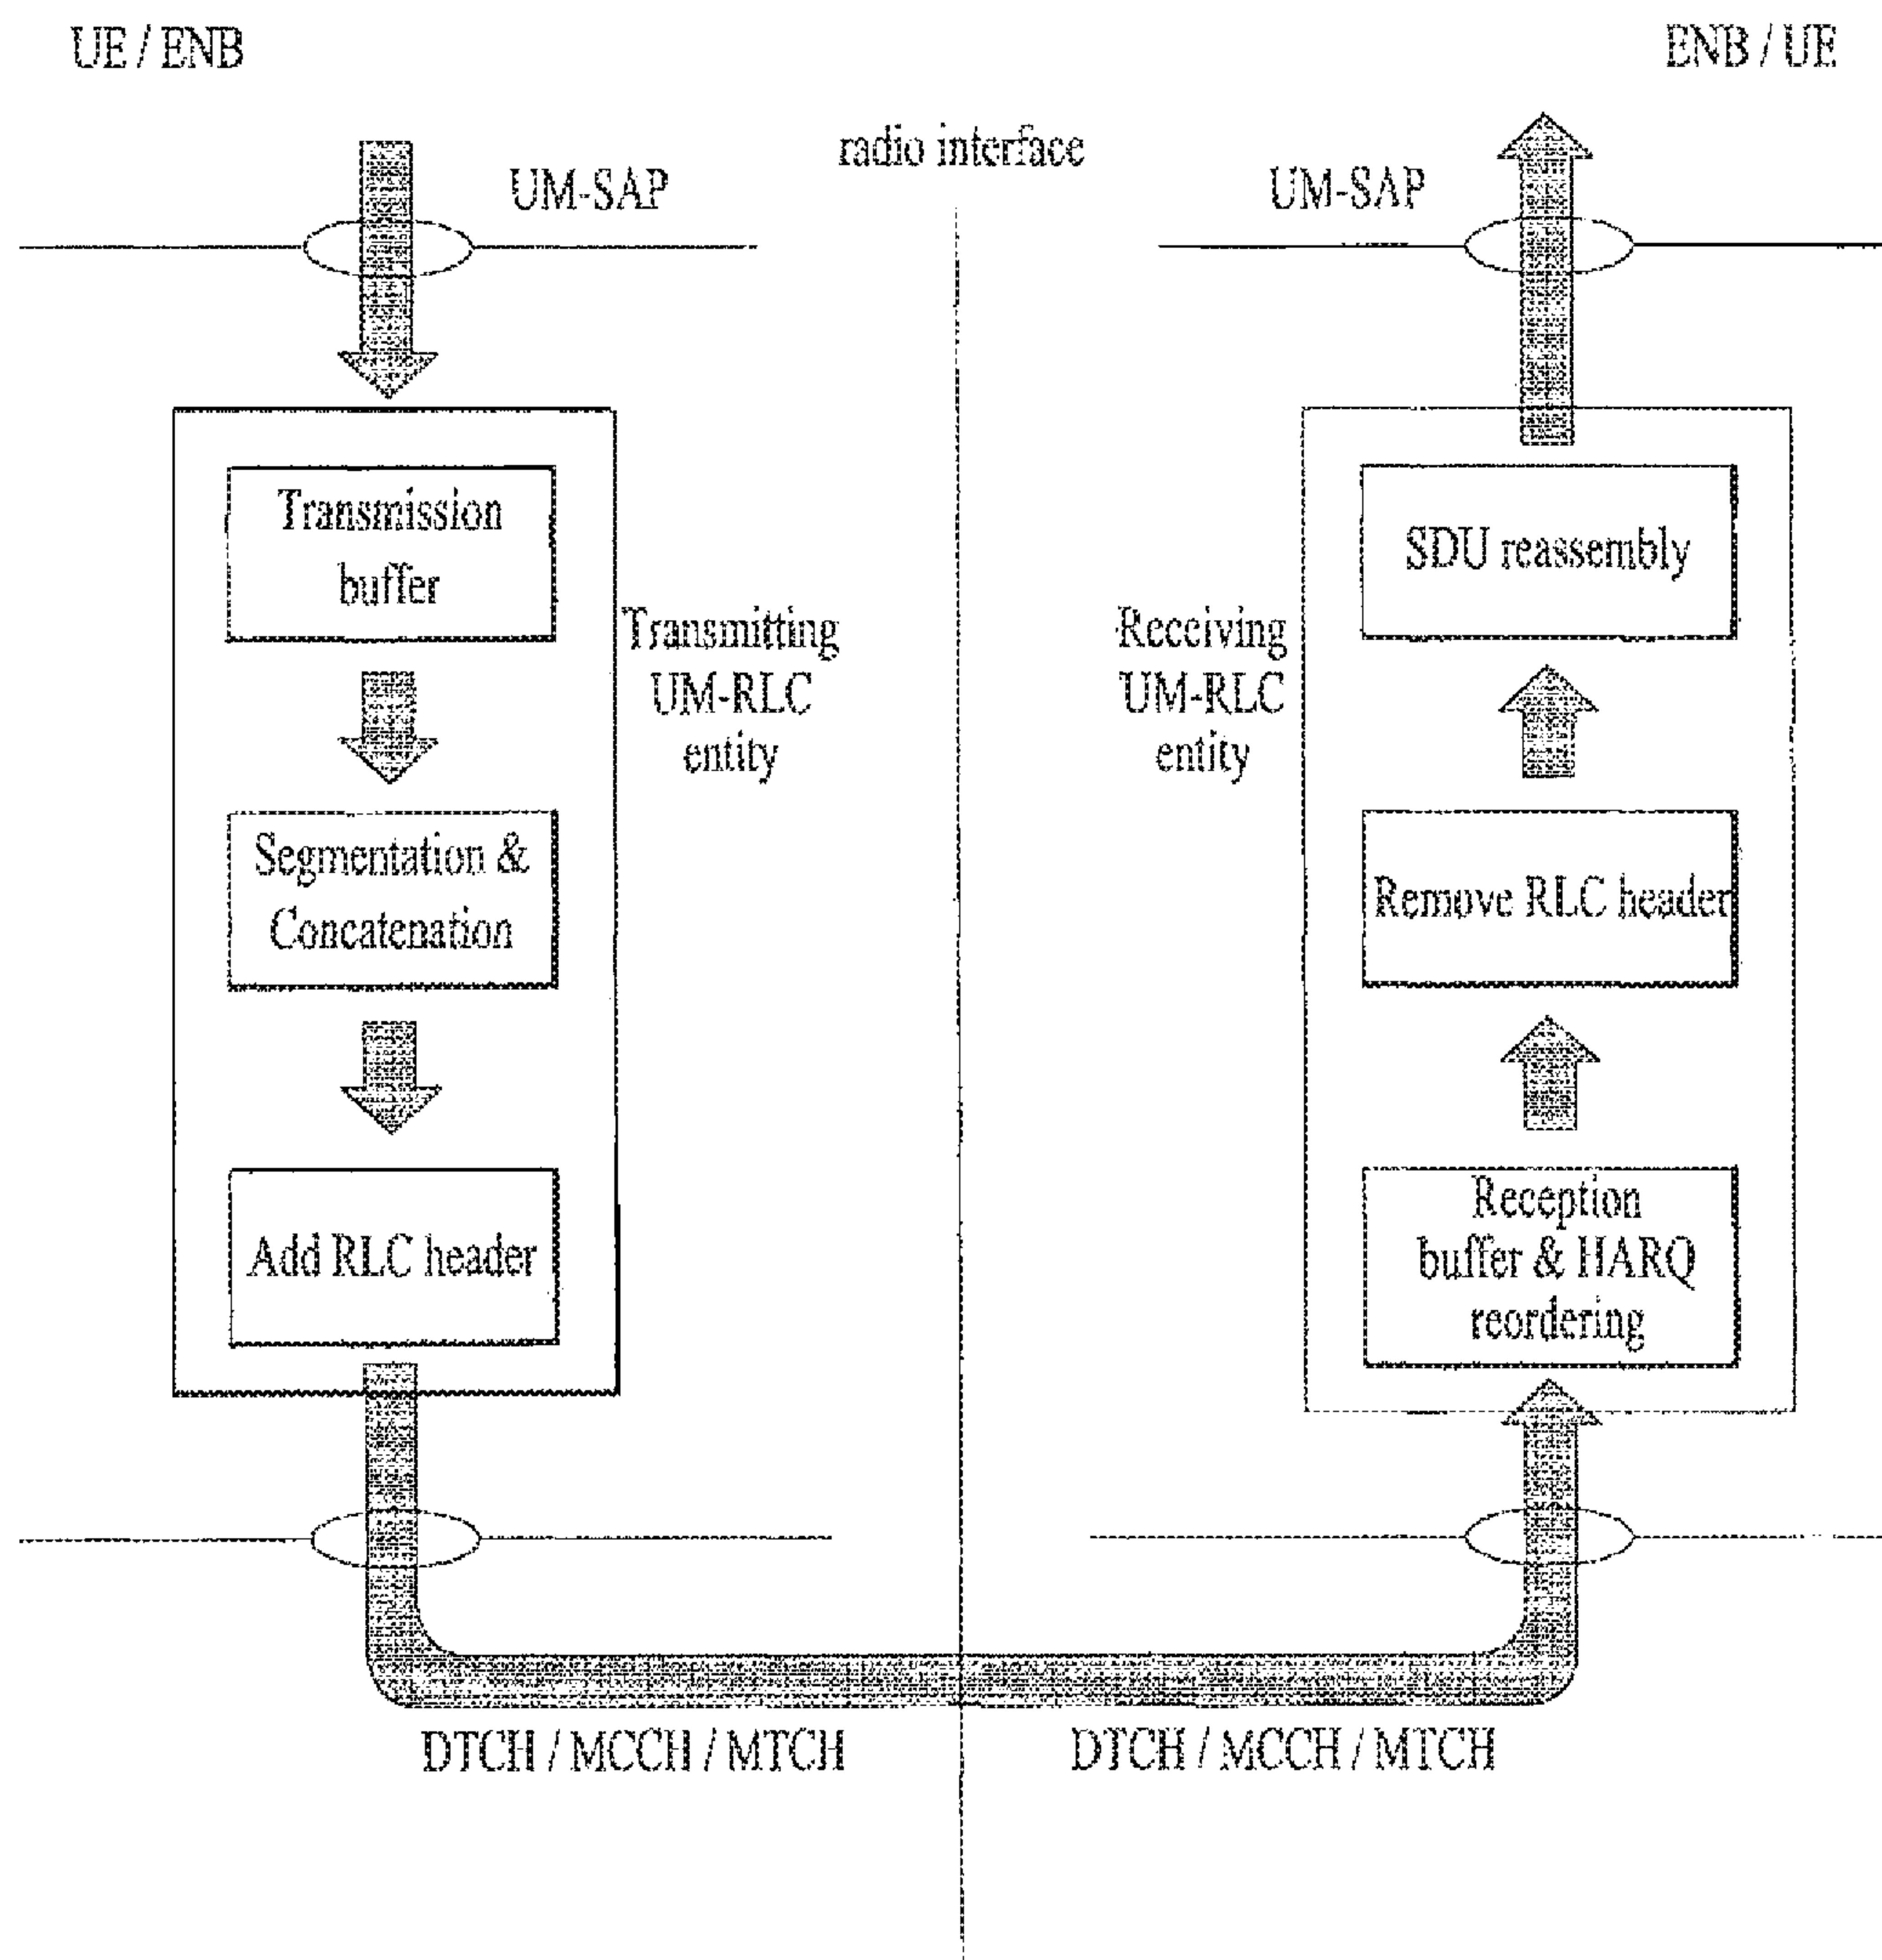 UE / ENB
ENB / UE
radio interface
UM-SAP
UM-SAP
Transmission
buffer
Transmitting
UM-RLC
entity
Segmentation &
Concatenation
Add RLC header
Receiving
UM-RLC
entity
SDU reassembly
Remove RLC header
Reception
buffer & HARQ
reordering
DTCH / MCCH / MTCH
DTCH / MCCH / MTCH